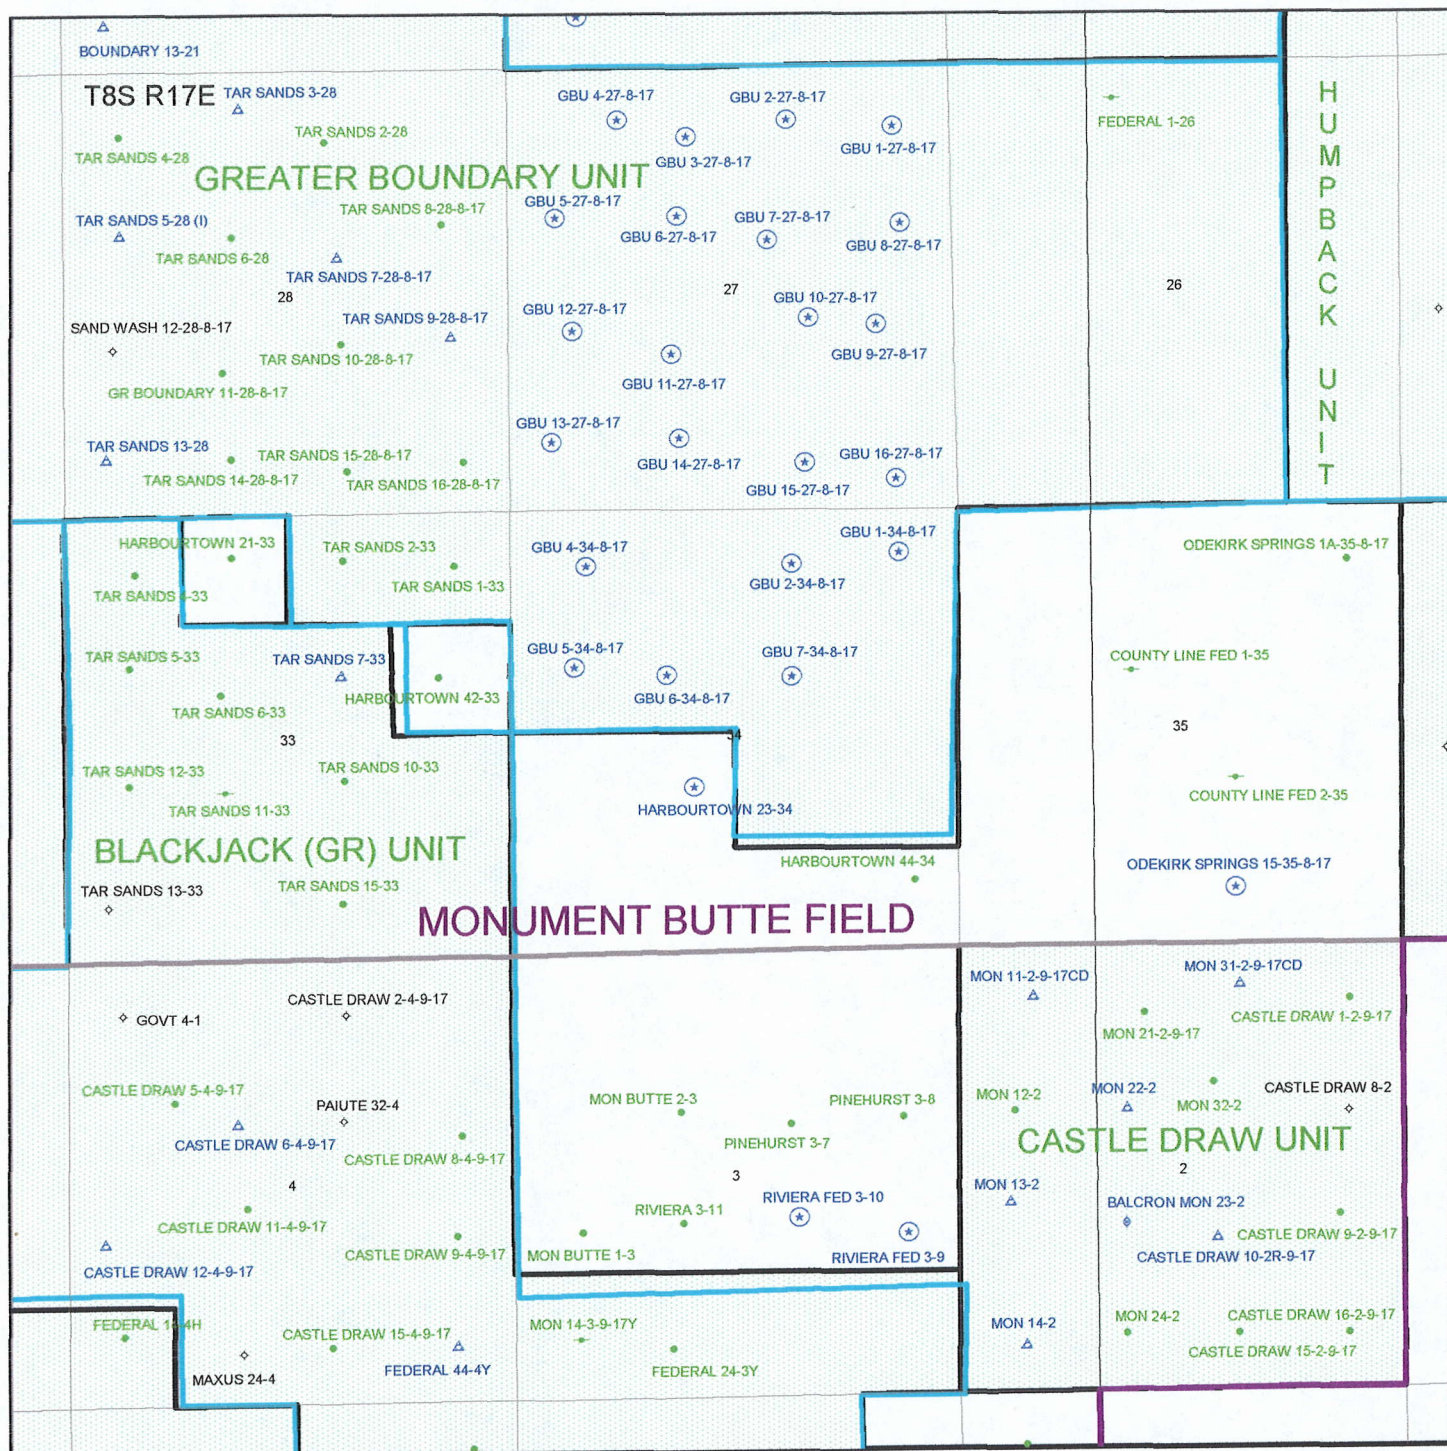 BOUNDARY 13-21
T8S R17E
TAR SANDS 3-28
TAR SANDS 2-28
TAR SANDS 4-28
GREATER BOUNDARY UNIT
TAR SANDS 5-28 (I)
TAR SANDS 8-28-8-17
TAR SANDS 6-28
TAR SANDS 7-28-8-17
28
SAND WASH 12-28-8-17
TAR SANDS 9-28-8-17
TAR SANDS 10-28-8-17
GR BOUNDARY 11-28-8-17
TAR SANDS 13-28
TAR SANDS 15-28-8-17
TAR SANDS 14-28-8-17
TAR SANDS 16-28-8-17
GBU 4-27-8-17
GBU 2-27-8-17
GBU 3-27-8-17
GBU 1-27-8-17
GBU 5-27-8-17
GBU 7-27-8-17
GBU 6-27-8-17
GBU 8-27-8-17
27
GBU 12-27-8-17
GBU 10-27-8-17
GBU 9-27-8-17
GBU 11-27-8-17
GBU 13-27-8-17
GBU 14-27-8-17
GBU 16-27-8-17
GBU 15-27-8-17
FEDERAL 1-26
26
HUMPBACK UNIT
HARBOURTOWN 21-33
TAR SANDS 2-33
TAR SANDS 4-33
TAR SANDS 1-33
TAR SANDS 5-33
TAR SANDS 7-33
HARBOURTOWN 42-33
TAR SANDS 6-33
33
TAR SANDS 12-33
TAR SANDS 10-33
TAR SANDS 11-33
BLACKJACK (GR) UNIT
TAR SANDS 13-33
TAR SANDS 15-33
GBU 4-34-8-17
GBU 1-34-8-17
GBU 2-34-8-17
GBU 5-34-8-17
GBU 7-34-8-17
GBU 6-34-8-17
34
HARBOURTOWN 23-34
HARBOURTOWN 44-34
ODEKIRK SPRINGS 1A-35-8-17
COUNTY LINE FED 1-35
35
COUNTY LINE FED 2-35
ODEKIRK SPRINGS 15-35-8-17
MONUMENT BUTTE FIELD
CASTLE DRAW 2-4-9-17
GOVT 4-1
CASTLE DRAW 5-4-9-17
PAIUTE 32-4
CASTLE DRAW 6-4-9-17
CASTLE DRAW 8-4-9-17
4
CASTLE DRAW 11-4-9-17
CASTLE DRAW 9-4-9-17
CASTLE DRAW 12-4-9-17
FEDERAL 14-4H
CASTLE DRAW 15-4-9-17
MAXUS 24-4
FEDERAL 44-4Y
MON BUTTE 2-3
PINEHURST 3-8
PINEHURST 3-7
3
RIVIERA FED 3-10
RIVIERA 3-11
MON BUTTE 1-3
RIVIERA FED 3-9
MON 14-3-9-17Y
FEDERAL 24-3Y
MON 11-2-9-17CD
MON 31-2-9-17CD
CASTLE DRAW 1-2-9-17
MON 21-2-9-17
MON 12-2
MON 22-2
MON 32-2
CASTLE DRAW 8-2
CASTLE DRAW UNIT
2
MON 13-2
BALCRON MON 23-2
CASTLE DRAW 9-2-9-17
CASTLE DRAW 10-2R-9-17
MON 14-2
MON 24-2
CASTLE DRAW 16-2-9-17
CASTLE DRAW 15-2-9-17